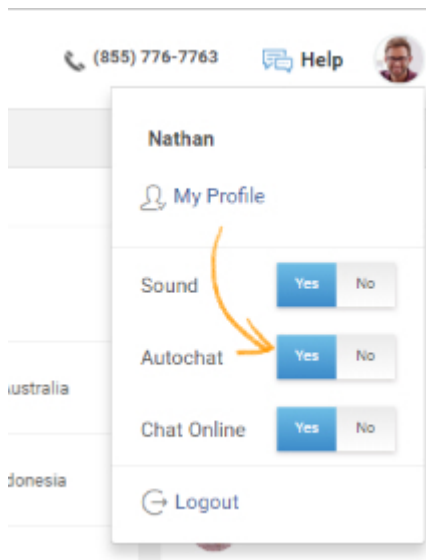 (855) 776-7763 Help
Nathan
My Profile
Sound Yes No
Autochat Yes No
ustralia
Chat Online Yes No
donesia
Logout